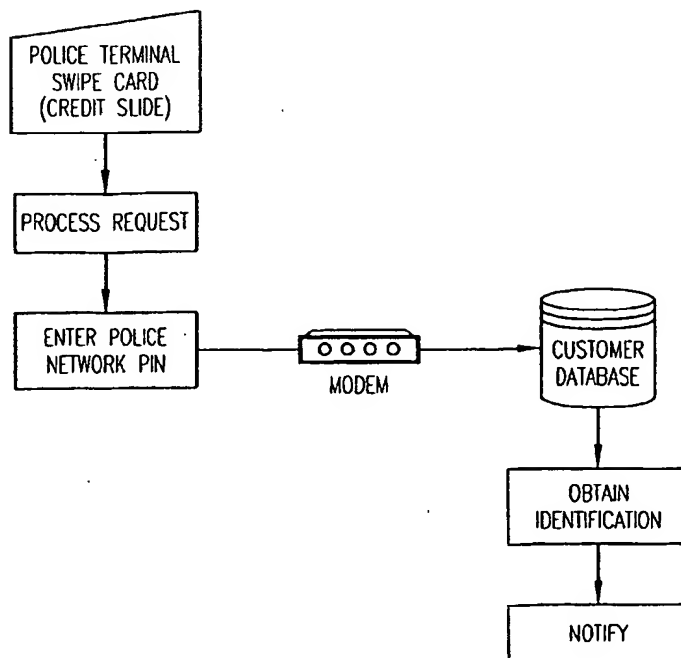 POLICE TERMINAL
SWIPE CARD
(CREDIT SLIDE)
PROCESS REQUEST
ENTER POLICE
NETWORK PIN
MODEM
CUSTOMER
DATABASE
OBTAIN
IDENTIFICATION
NOTIFY